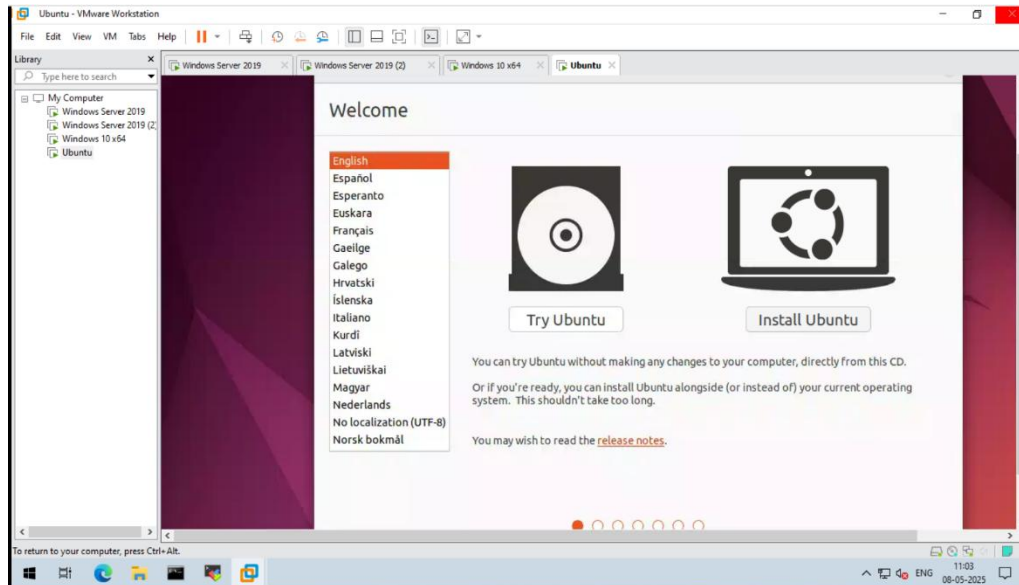 Ubuntu - VMware Workstation
File Edit View VM Tabs Help
Library
Type here to search
My Computer
Windows Server 2019
Windows Server 2019 (2)
Windows 10 x64
Ubuntu
Windows Server 2019
Windows Server 2019 (2)
Windows 10 x64
Ubuntu
Welcome
English
Español
Esperanto
Euskara
Français
Gaeilge
Galego
Hrvatski
Íslenska
Italiano
Kurdî
Latviski
Lietuviškai
Magyar
Nederlands
No localization (UTF-8)
Norsk bokmål
Try Ubuntu
Install Ubuntu
You can try Ubuntu without making any changes to your computer, directly from this CD.
Or if you're ready, you can install Ubuntu alongside (or instead of) your current operating
system. This shouldn't take too long.
You may wish to read the release notes.
To return to your computer, press Ctrl+Alt.
ENG
11:03
08-05-2025